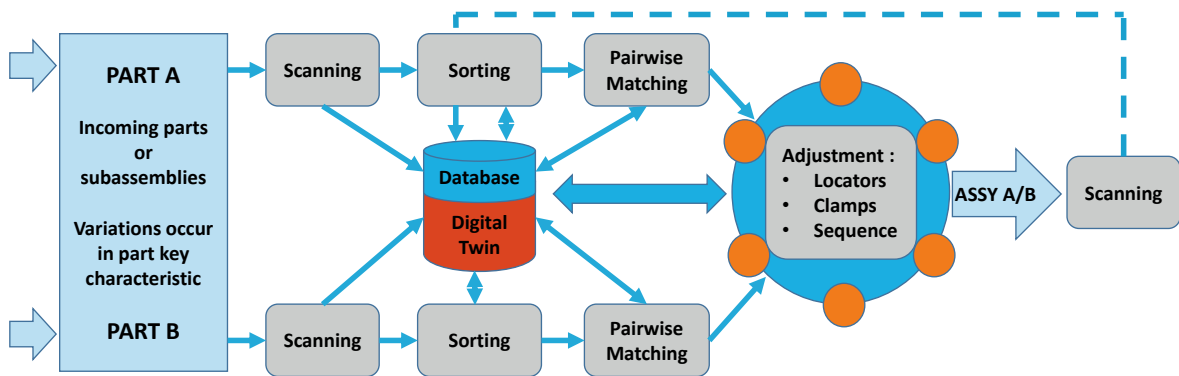 PART A
Incoming parts
or
subassemblies
Variations occur
in part key
characteristic
PART B
Scanning
Sorting
Pairwise
Matching
Database
Digital
Twin
Scanning
Sorting
Pairwise
Matching
Adjustment :
• Locators
• Clamps
• Sequence
ASSY A/B
Scanning